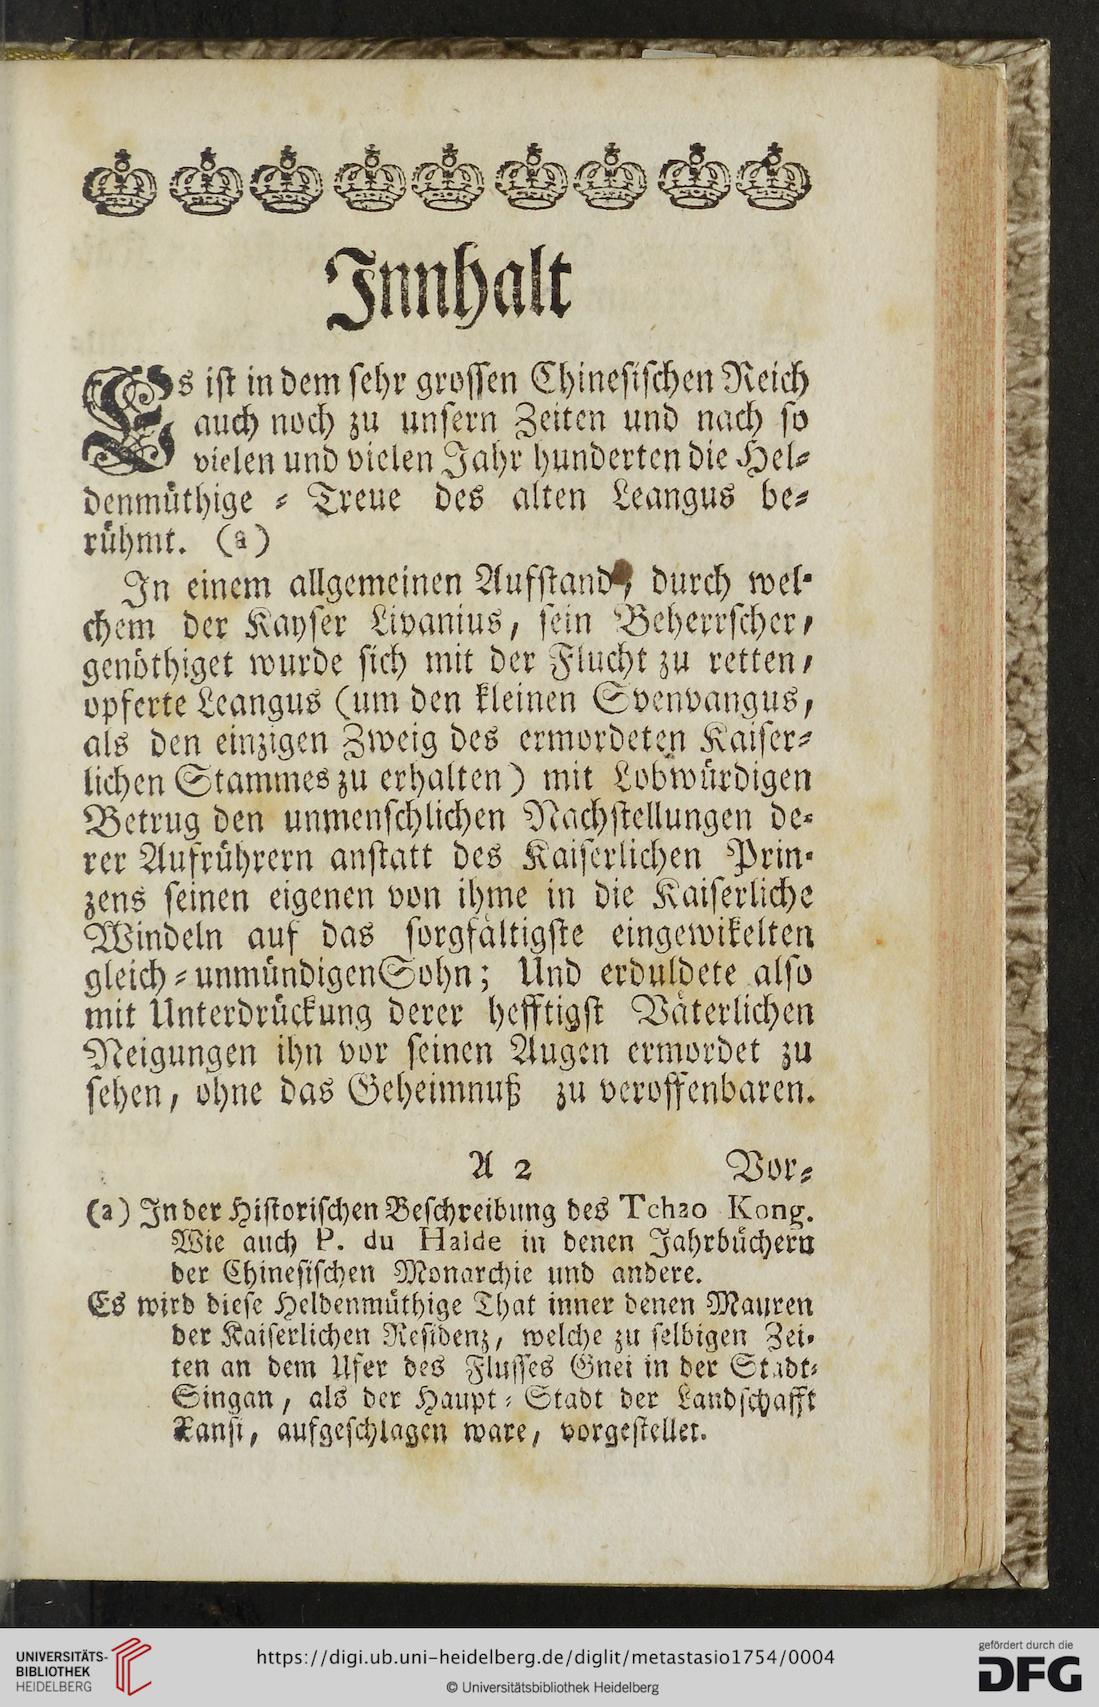 Innhalt
Es ist in dem sehr grossen Chinesischen Reich
auch noch zu unsern Zeiten und nach so
vielen und vielen Jahr hunderten die Hel-
denmüthige - Treue des alten Leangus be-
rühmt. (a)
In einem allgemeinen Aufstand, durch wel-
chem der Kayser Livanius, sein Beherrscher,
genöthiget wurde sich mit der Flucht zu retten,
opferte Leangus (um den kleinen Svenvangus,
als den einzigen Zweig des ermordeten Kaiser-
lichen Stammes zu erhalten) mit Lobwürdigen
Betrug den unmenschlichen Nachstellungen de-
rer Aufrührern anstatt des Kaiserlichen Prin-
zens seinen eigenen von ihme in die Kaiserliche
Windeln auf das sorgfältigste eingewikelten
gleich-unmündigen Sohn; Und erduldete also
mit Unterdrückung derer hefftigst Väterlichen
Neigungen ihn vor seinen Augen ermordet zu
sehen, ohne das Geheimnuß zu veroffenbaren.
A 2 Vor-
(a) In der Historischen Beschreibung des Tchao Kong.
Wie auch P. du Halde in denen Jahrbüchern
der Chinesischen Monarchie und andere.
Es wird diese Heldenmüthige That inner denen Mauren
der Kaiserlichen Residenz, welche zu selbigen Zei-
ten an dem Ufer des Flusses Gnei in der Stadt-
Singan, als der Haupt-Stadt der Landschafft
Xansi, aufgeschlagen ware, vorgestellet.
UNIVERSITÄTS-
BIBLIOTHEK
HEIDELBERG
https://digi.ub.uni-heidelberg.de/diglit/metastasio1754/0004
© Universitätsbibliothek Heidelberg
gefördert durch die
DFG